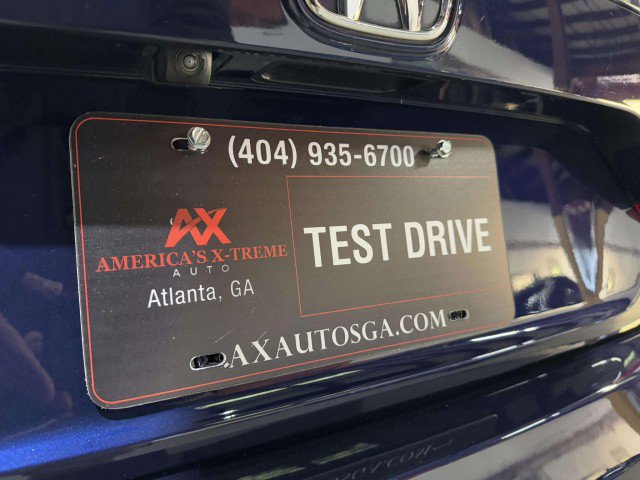 (404) 935-6700
AX
AMERICA'S X-TREME
AUTO
Atlanta, GA
TEST DRIVE
AXAUTOSGA.COM